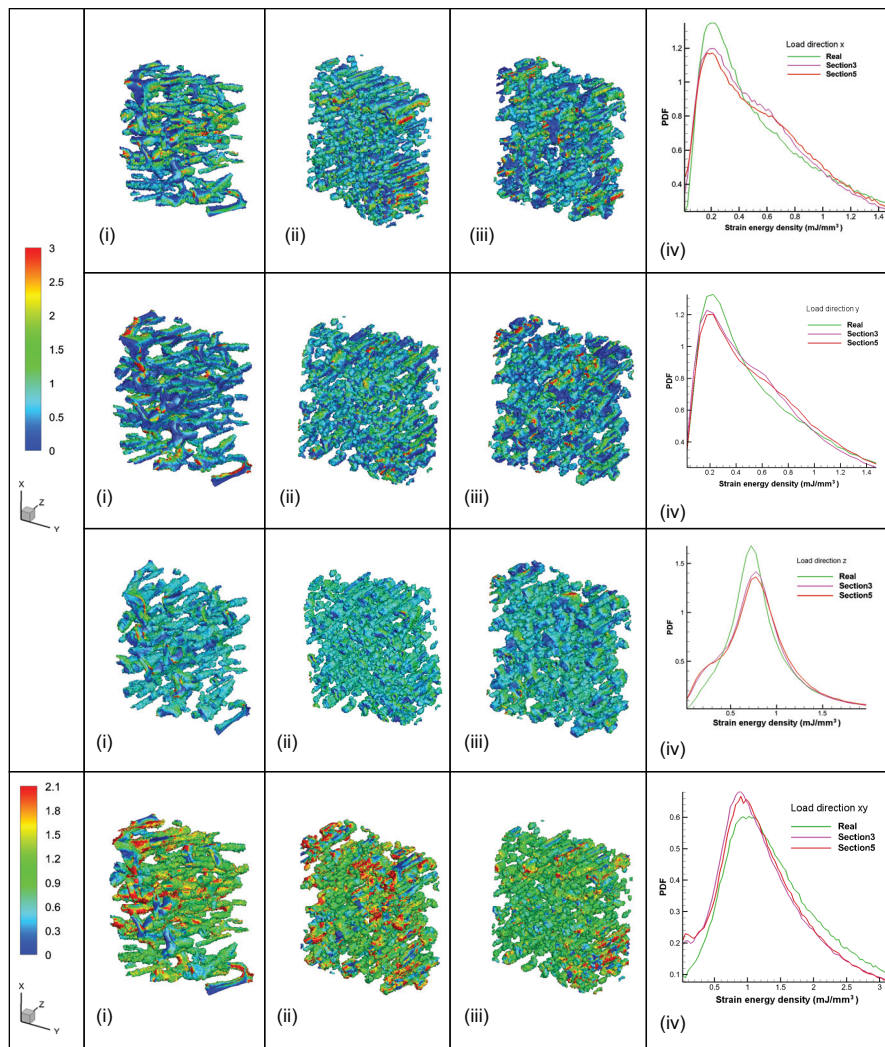 1.2
1
0.8
0.6
0.4
PDF
Load direction x
Real
Section3
Section5
0.2 0.4 0.6 0.8 1 1.2 1.4
Strain energy density (mJ/mm³)
(i) (ii) (iii) (iv)
3
2.5
2
1.5
1
0.5
0
X
Z
Y
1.2
1
0.8
0.6
0.4
PDF
Load direction y
Real
Section3
Section5
0.2 0.4 0.6 0.8 1 1.2 1.4
Strain energy density (mJ/mm³)
(i) (ii) (iii) (iv)
1.5
1
0.5
PDF
Load direction z
Real
Section3
Section5
0.5 1 1.5
Strain energy density (mJ/mm³)
(i) (ii) (iii) (iv)
2.1
1.8
1.5
1.2
0.9
0.6
0.3
0
X
Z
Y
0.6
0.5
0.4
0.3
0.2
0.1
PDF
Load direction xy
Real
Section3
Section5
0.5 1 1.5 2 2.5 3
Strain energy density (mJ/mm³)
(i) (ii) (iii) (iv)